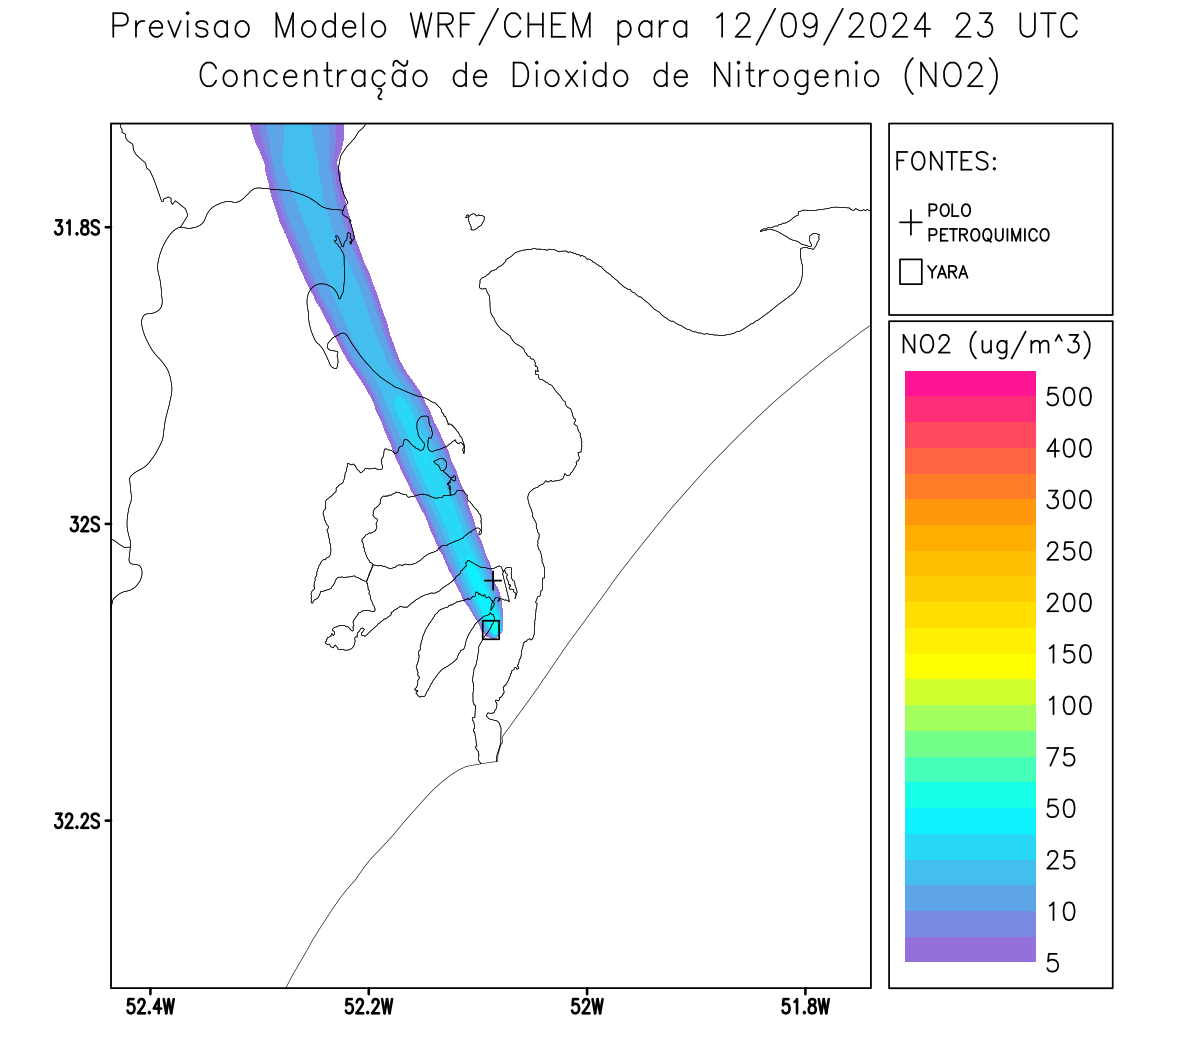 Previsao Modelo WRF/CHEM para 12/09/2024 23 UTC
Concentração de Dioxido de Nitrogenio (NO2)
FONTES:
POLO
PETROQUIMICO
YARA
31.8S
32S
32.2S
52.4W
52.2W
52W
51.8W
NO2 (ug/m^3)
500
400
300
250
200
150
100
75
50
25
10
5